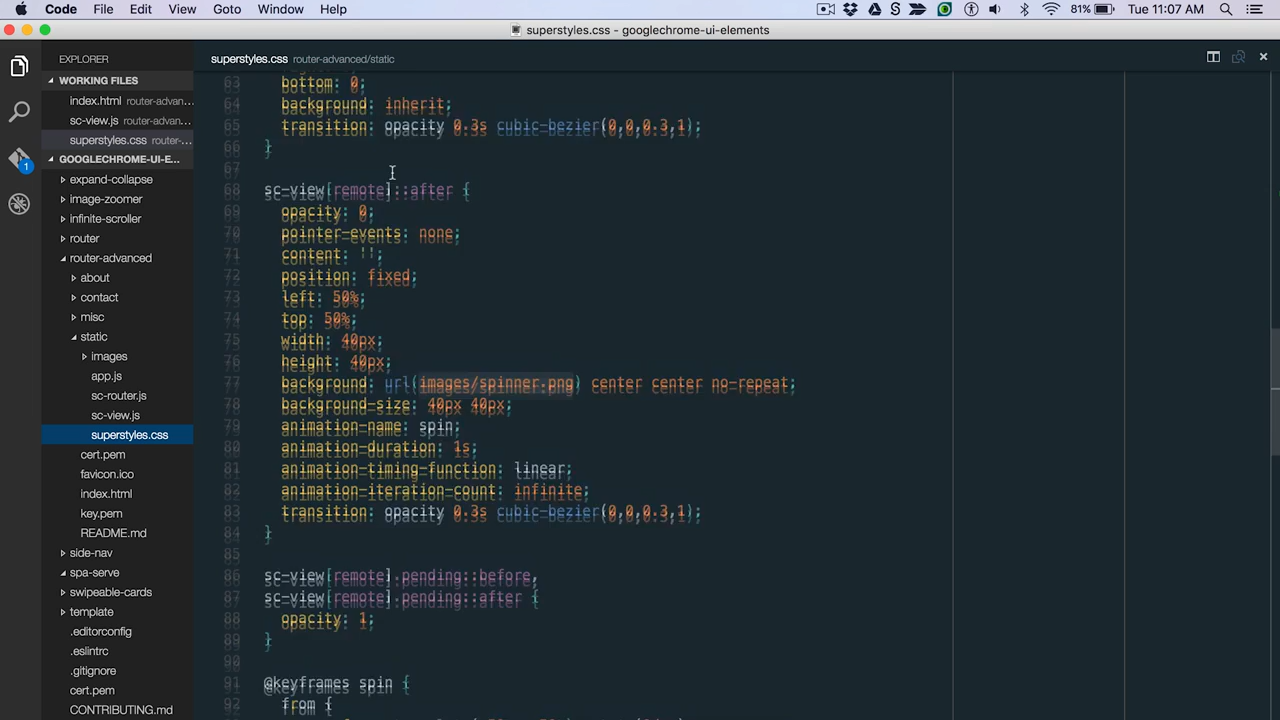 Code File Edit View Goto Window Help 81% Tue 11:07 AM
superstyles.css - googlechrome-ui-elements
EXPLORER
WORKING FILES
index.html router-advan...
sc-view.js router-advan...
superstyles.css router-...
GOOGLECHROME-UI-E...
1
expand-collapse
image-zoomer
infinite-scroller
router
router-advanced
about
contact
misc
static
images
app.js
sc-router.js
sc-view.js
superstyles.css
cert.pem
favicon.ico
index.html
key.pem
README.md
side-nav
spa-serve
swipeable-cards
template
.editorconfig
.eslintrc
.gitignore
cert.pem
CONTRIBUTING.md
superstyles.css router-advanced/static
63 bottom: 0;
64 background: inherit;
65 transition: opacity 0.3s cubic-bezier(0,0,0.3,1);
66 }
67
68 sc-view[remote]::after {
69 opacity: 0;
70 pointer-events: none;
71 content: '';
72 position: fixed;
73 left: 50%;
74 top: 50%;
75 width: 40px;
76 height: 40px;
77 background: url(images/spinner.png) center center no-repeat;
78 background-size: 40px 40px;
79 animation-name: spin;
80 animation-duration: 1s;
81 animation-timing-function: linear;
82 animation-iteration-count: infinite;
83 transition: opacity 0.3s cubic-bezier(0,0,0.3,1);
84 }
85
86 sc-view[remote].pending::before,
87 sc-view[remote].pending::after {
88 opacity: 1;
89 }
90
91 @keyframes spin {
92 from {